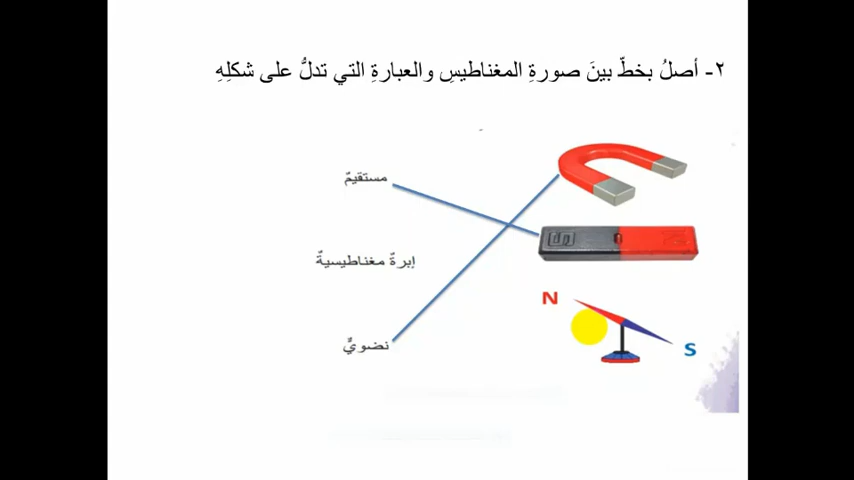 ٢- أصلُ بخطّ بينَ صورةِ المغناطيسِ والعبارةِ التي تدلُّ على شكلِهِ
مستقيمٌ
إبرةٌ مغناطيسيةٌ
نضويٌّ
N
S